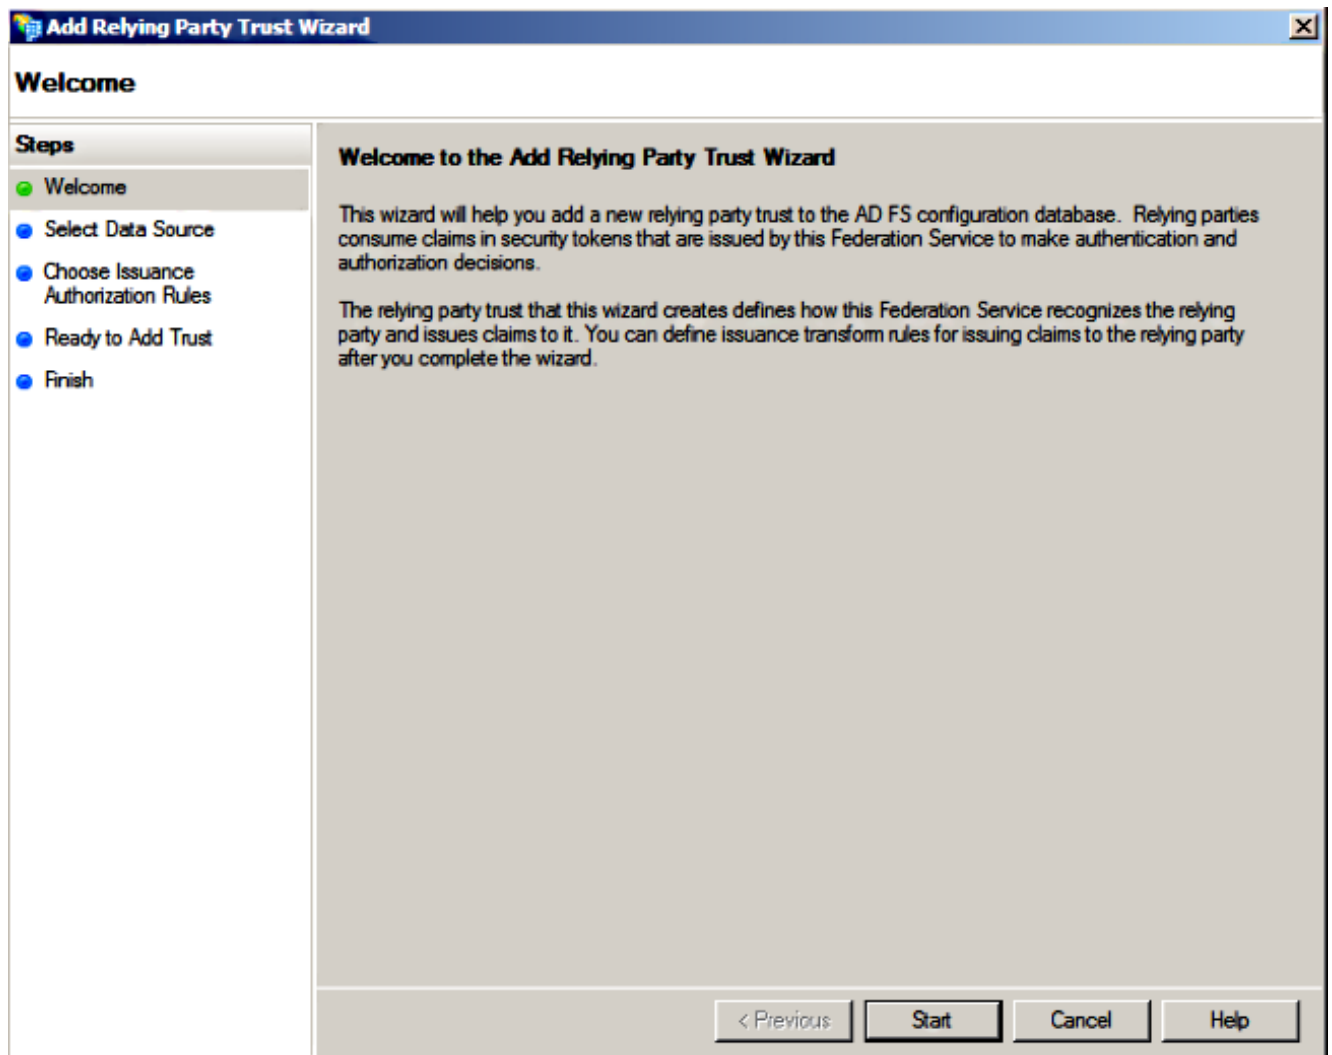 Add Relying Party Trust Wizard
Welcome
Steps
Welcome
Select Data Source
Choose Issuance
Authorization Rules
Ready to Add Trust
Finish
Welcome to the Add Relying Party Trust Wizard
This wizard will help you add a new relying party trust to the AD FS configuration database.  Relying parties
consume claims in security tokens that are issued by this Federation Service to make authentication and
authorization decisions.
The relying party trust that this wizard creates defines how this Federation Service recognizes the relying
party and issues claims to it. You can define issuance transform rules for issuing claims to the relying party
after you complete the wizard.
< Previous
Start
Cancel
Help